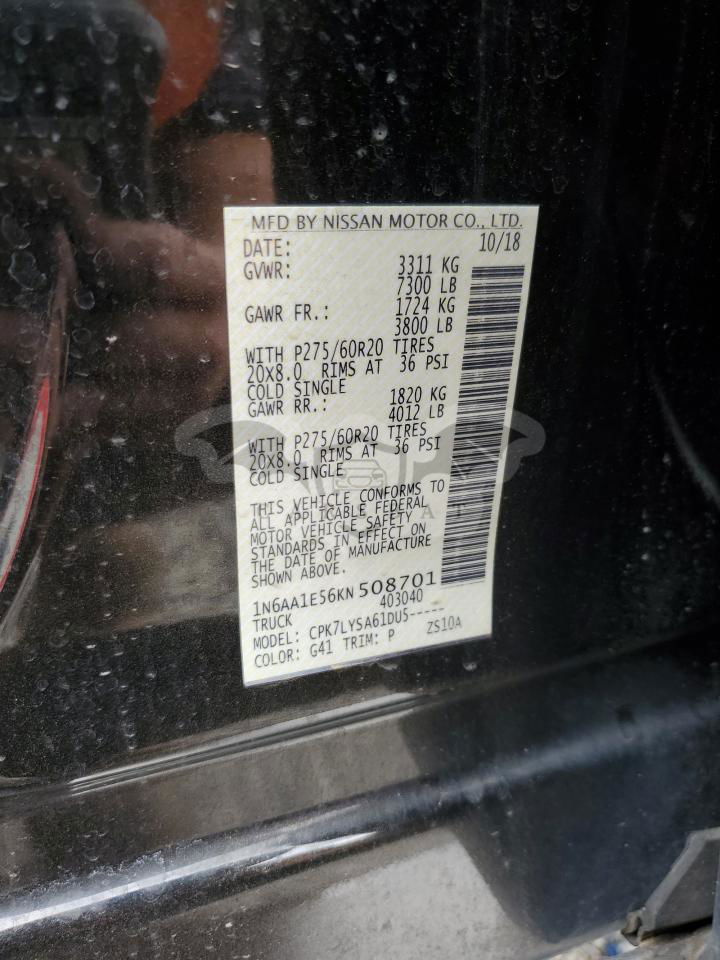 MFD BY NISSAN MOTOR CO., LTD.
DATE: 10/18
GVWR: 3311 KG
7300 LB
GAWR FR.: 1724 KG
3800 LB
WITH P275/60R20 TIRES
20X8.0 RIMS AT 36 PSI
COLD SINGLE
GAWR RR.: 1820 KG
4012 LB
WITH P275/60R20 TIRES
20X8.0 RIMS AT 36 PSI
COLD SINGLE
THIS VEHICLE CONFORMS TO
ALL APPLICABLE FEDERAL
MOTOR VEHICLE SAFETY
STANDARDS IN EFFECT ON
THE DATE OF MANUFACTURE
SHOWN ABOVE.
1N6AA1E56KN508701
TRUCK 403040
MODEL: CPK7LYSA61DU5-----
COLOR: G41 TRIM: P ZS10A